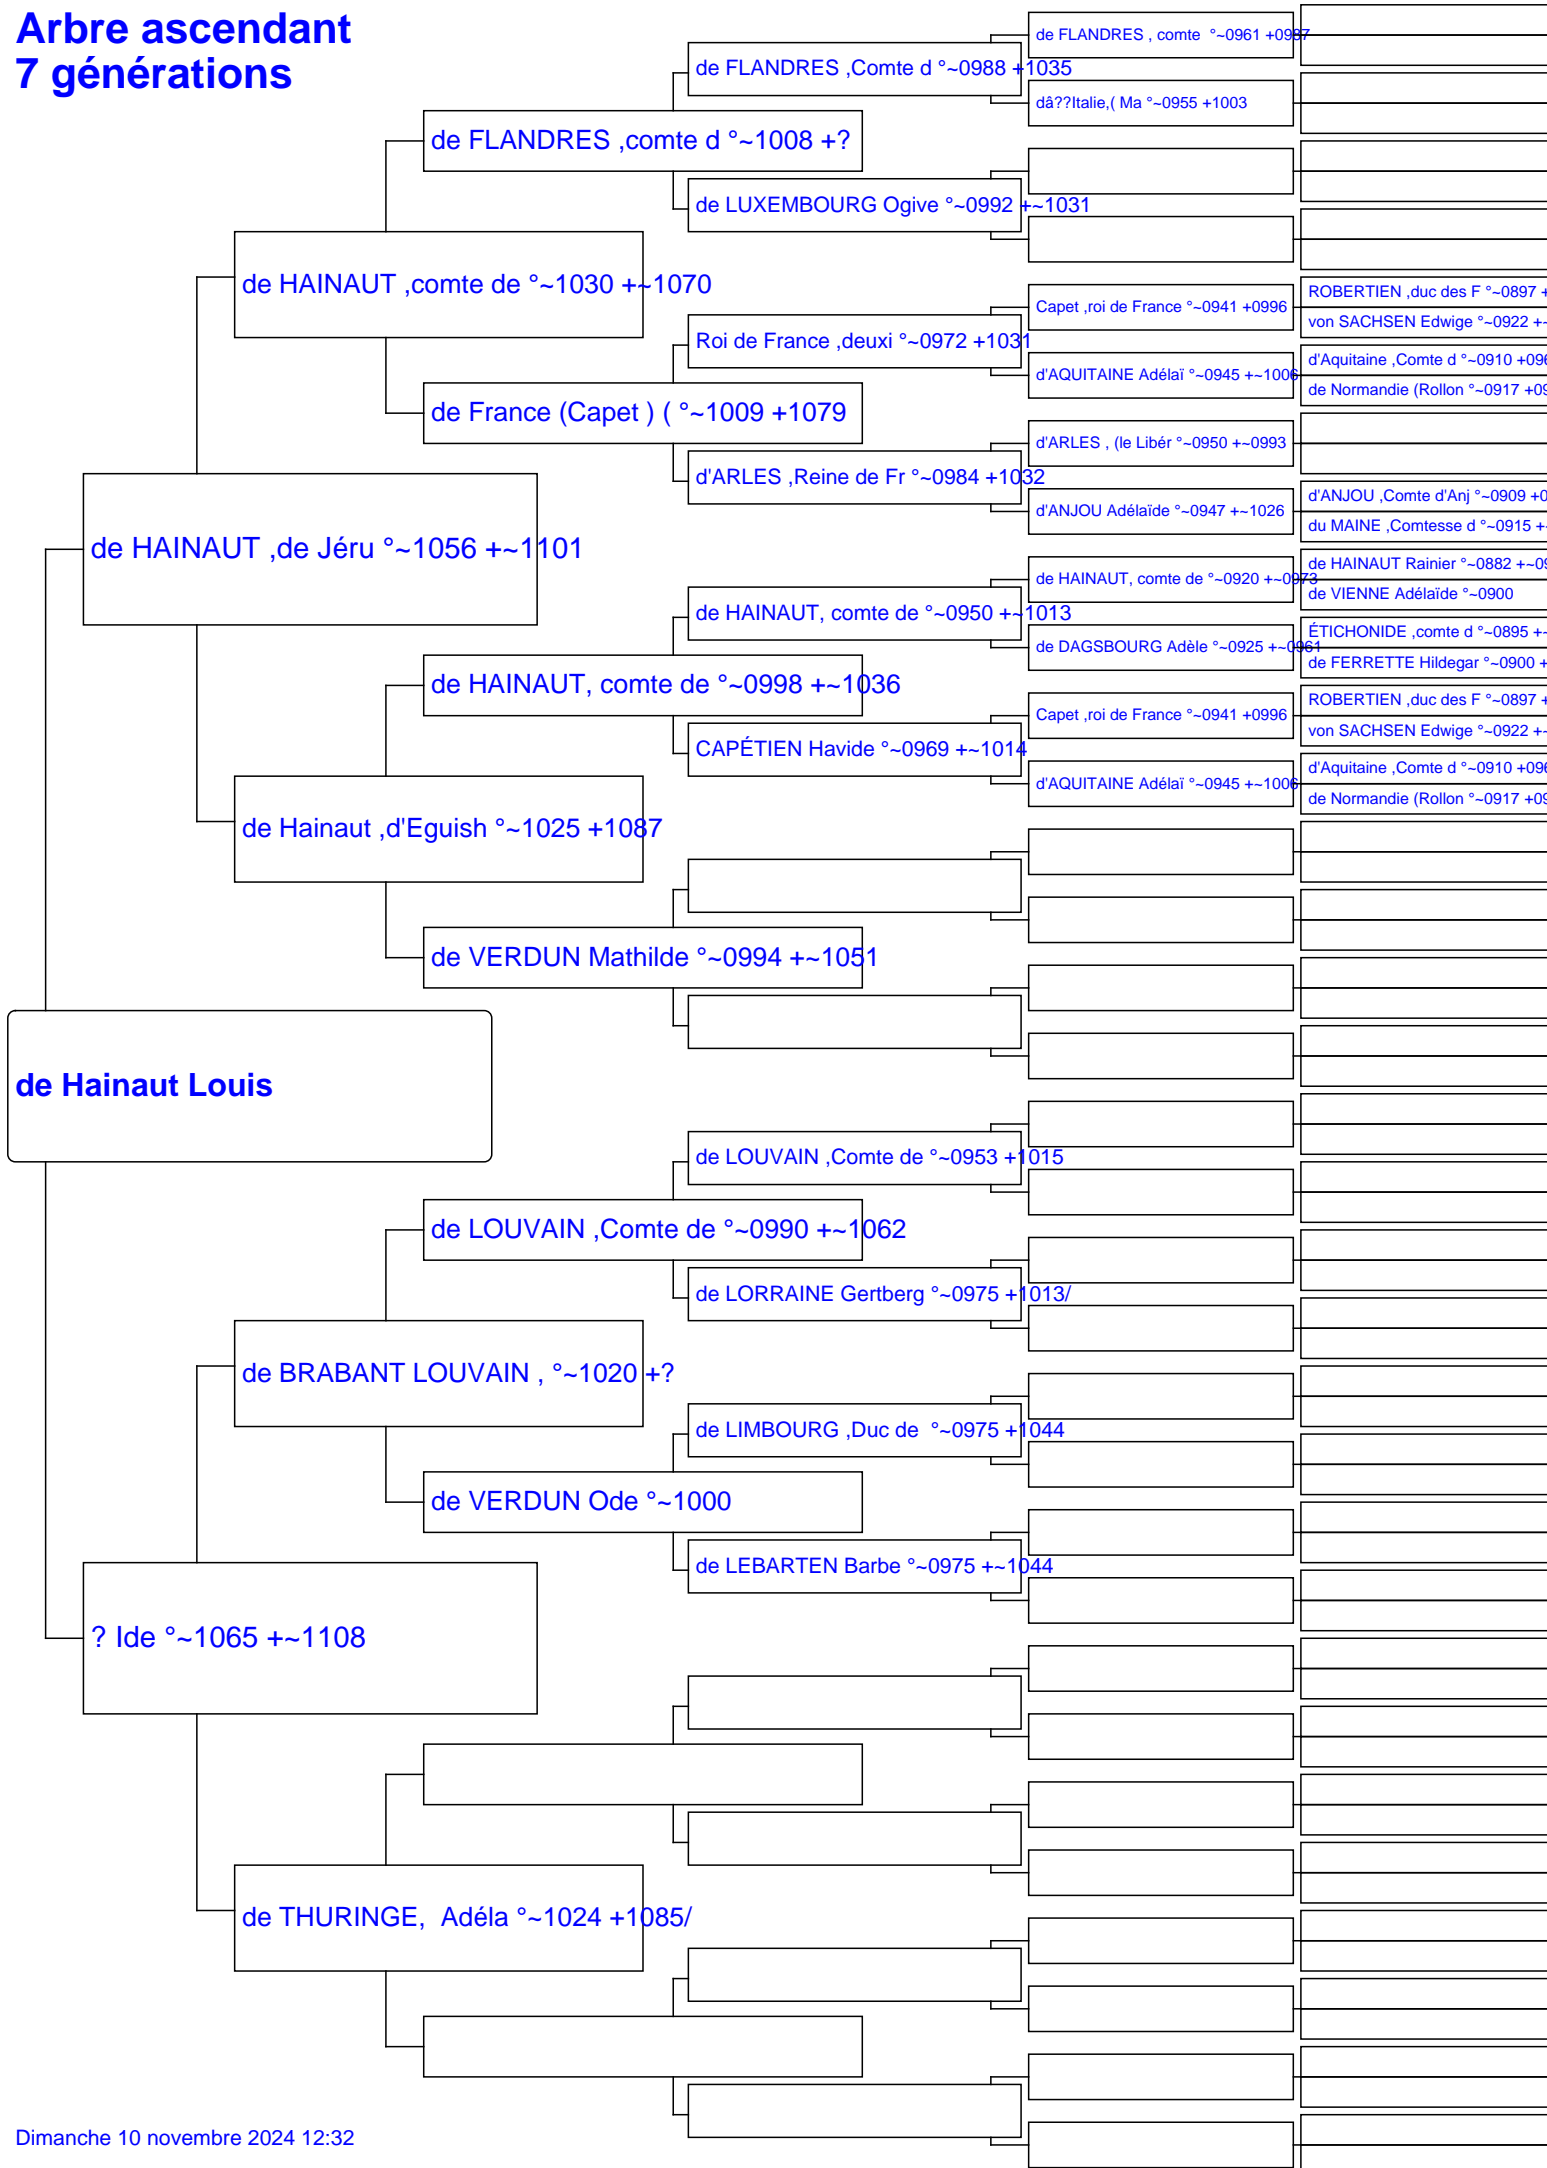 Arbre ascendant
7 générations
de FLANDRES , comte  °~0961 +0987
de FLANDRES ,Comte d °~0988 +1035
dâ??Italie,( Ma °~0955 +1003
de FLANDRES ,comte d °~1008 +?
de LUXEMBOURG Ogive °~0992 +~1031
de HAINAUT ,comte de °~1030 +~1070
ROBERTIEN ,duc des F °~0897 +
Capet ,roi de France °~0941 +0996
von SACHSEN Edwige °~0922 +~
Roi de France ,deuxi °~0972 +1031
d'Aquitaine ,Comte d °~0910 +096
d'AQUITAINE Adélaï °~0945 +~1006
de Normandie (Rollon °~0917 +09
de France (Capet ) ( °~1009 +1079
d'ARLES , (le Libér °~0950 +~0993
d'ARLES ,Reine de Fr °~0984 +1032
d'ANJOU ,Comte d'Anj °~0909 +0
d'ANJOU Adélaïde °~0947 +~1026
du MAINE ,Comtesse d °~0915 +~
de HAINAUT ,de Jéru °~1056 +~1101
de HAINAUT Rainier °~0882 +~09
de HAINAUT, comte de °~0920 +~0973
de VIENNE Adélaïde °~0900
de HAINAUT, comte de °~0950 +~1013
ÉTICHONIDE ,comte d °~0895 +~
de DAGSBOURG Adèle °~0925 +~0961
de FERRETTE Hildegar °~0900 +
de HAINAUT, comte de °~0998 +~1036
ROBERTIEN ,duc des F °~0897 +
Capet ,roi de France °~0941 +0996
von SACHSEN Edwige °~0922 +~
CAPÉTIEN Havide °~0969 +~1014
d'Aquitaine ,Comte d °~0910 +096
d'AQUITAINE Adélaï °~0945 +~1006
de Normandie (Rollon °~0917 +09
de Hainaut ,d'Eguish °~1025 +1087
de VERDUN Mathilde °~0994 +~1051
de Hainaut Louis
de LOUVAIN ,Comte de °~0953 +1015
de LOUVAIN ,Comte de °~0990 +~1062
de LORRAINE Gertberg °~0975 +1013/
de BRABANT LOUVAIN , °~1020 +?
de LIMBOURG ,Duc de  °~0975 +1044
de VERDUN Ode °~1000
de LEBARTEN Barbe °~0975 +~1044
? Ide °~1065 +~1108
de THURINGE,  Adéla °~1024 +1085/
Dimanche 10 novembre 2024 12:32